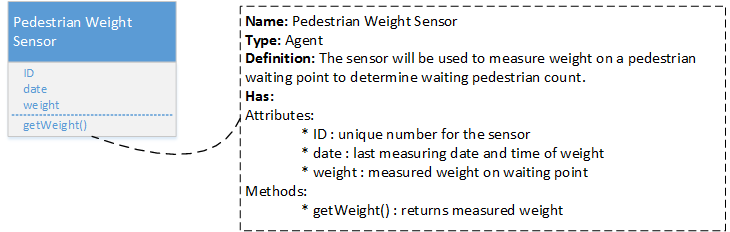 Pedestrian Weight
Sensor
ID
date
weight
getWeight()
Name: Pedestrian Weight Sensor
Type: Agent
Definition: The sensor will be used to measure weight on a pedestrian
waiting point to determine waiting pedestrian count.
Has:
Attributes:
* ID : unique number for the sensor
* date : last measuring date and time of weight
* weight : measured weight on waiting point
Methods:
* getWeight() : returns measured weight